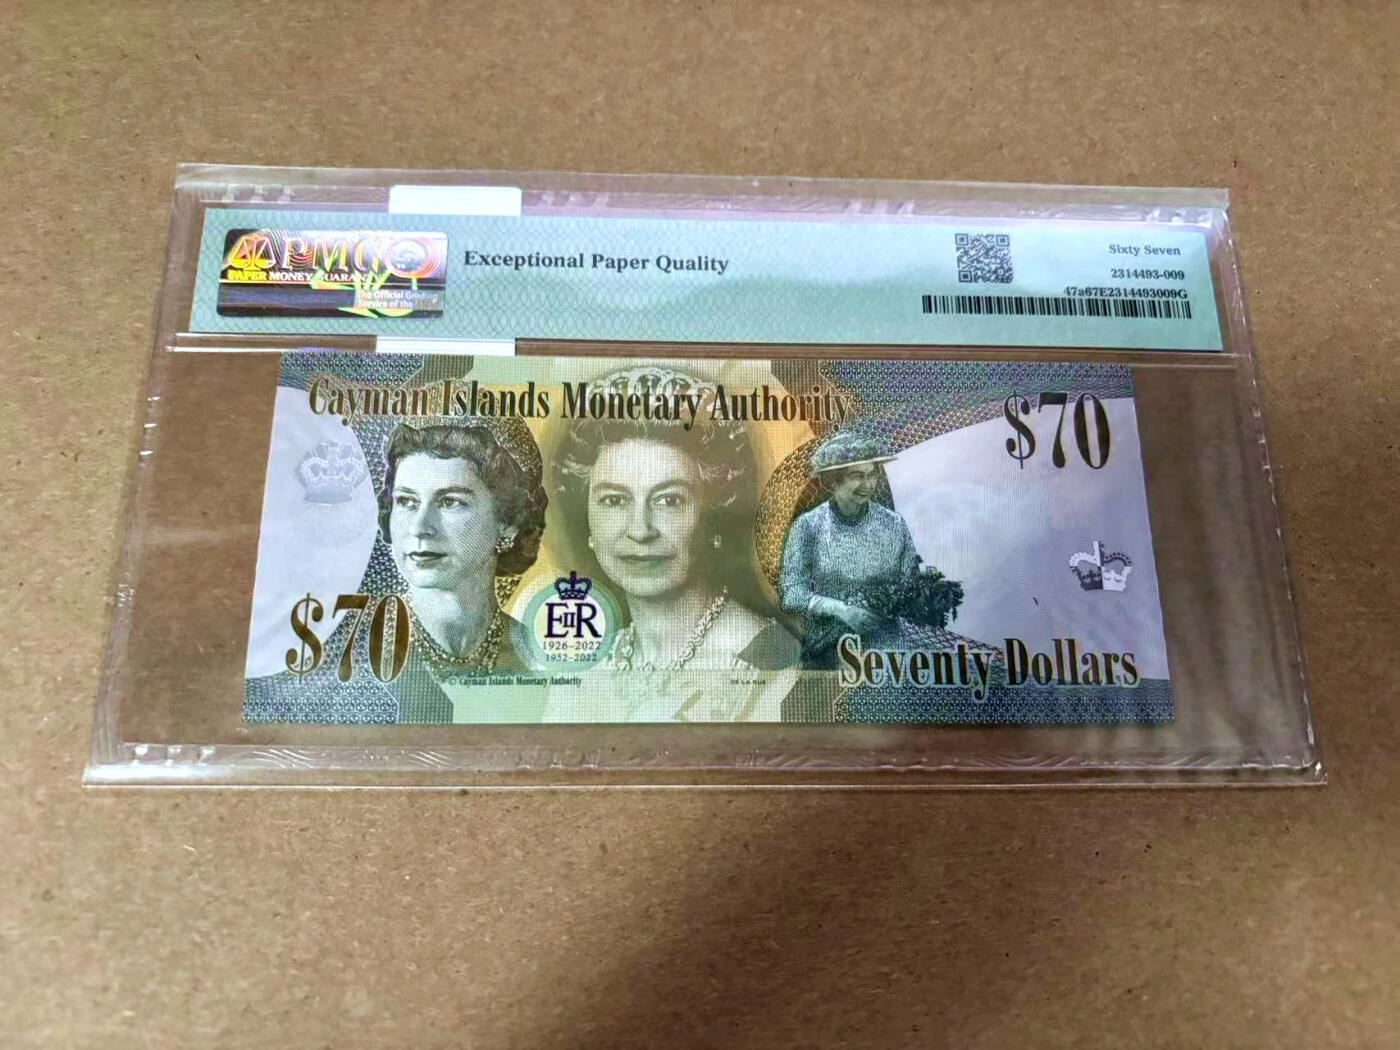 PMG
PAPER MONEY GUARANTY
The Official Grading
Service of the
Exceptional Paper Quality
Sixty Seven
2314493-009
47a67E2314493009G
Cayman Islands Monetary Authority
$70
$70
EIIR
1926-2022
1952-2022
© Cayman Islands Monetary Authority
DE LA RUE
Seventy Dollars